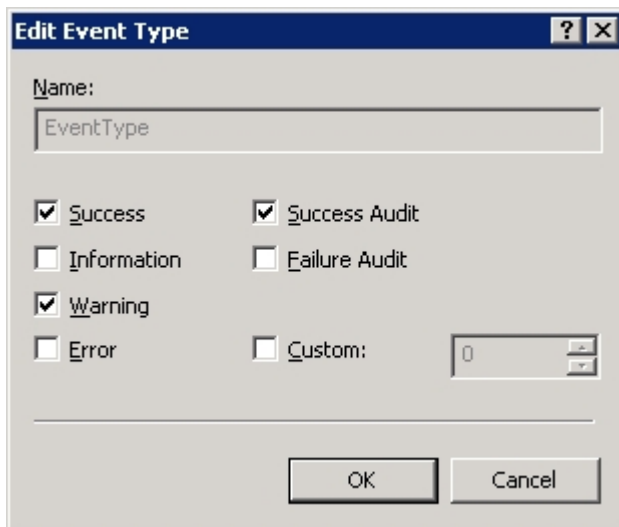 Edit Event Type
Name:
EventType
Success Success Audit
Information Failure Audit
Warning
Error Custom: 0
OK Cancel